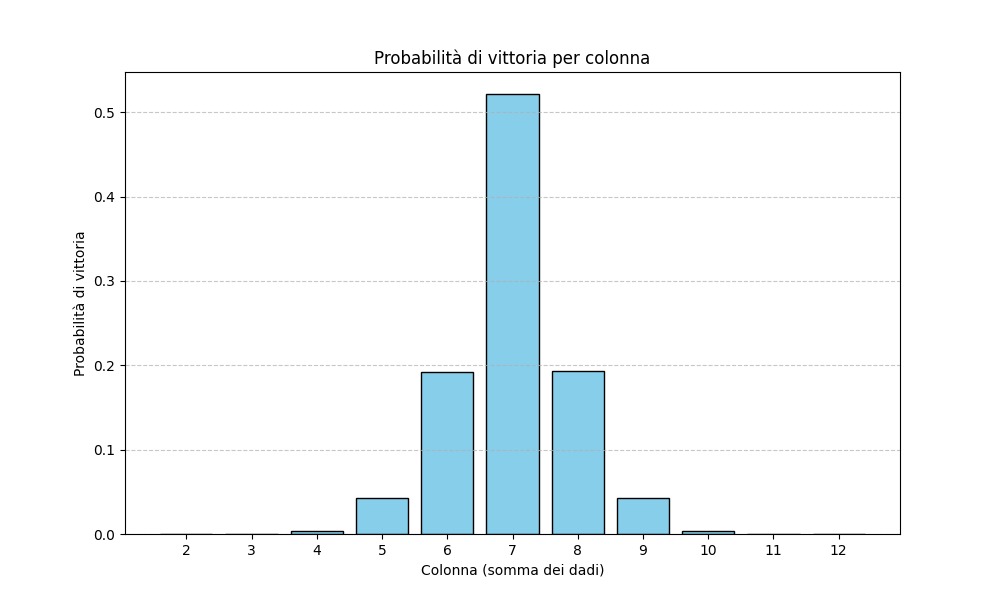 Probabilità di vittoria per colonna
Probabilità di vittoria
0.5
0.4
0.3
0.2
0.1
0.0
2 3 4 5 6 7 8 9 10 11 12
Colonna (somma dei dadi)